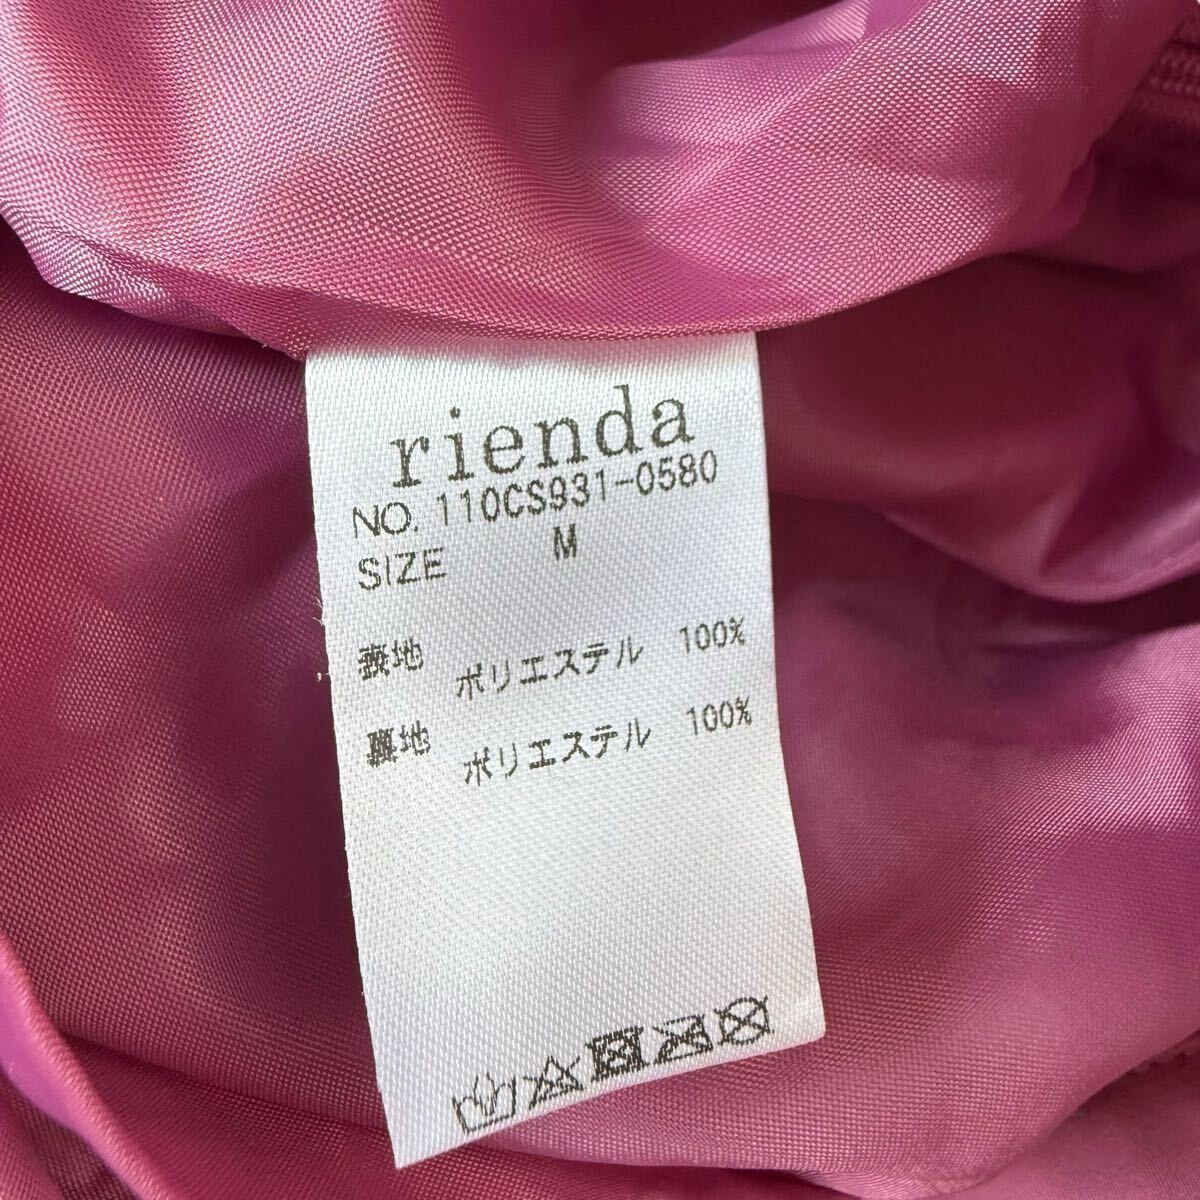 rienda
NO. 110CS931-0580
SIZE M
表地 ポリエステル 100%
裏地 ポリエステル 100%